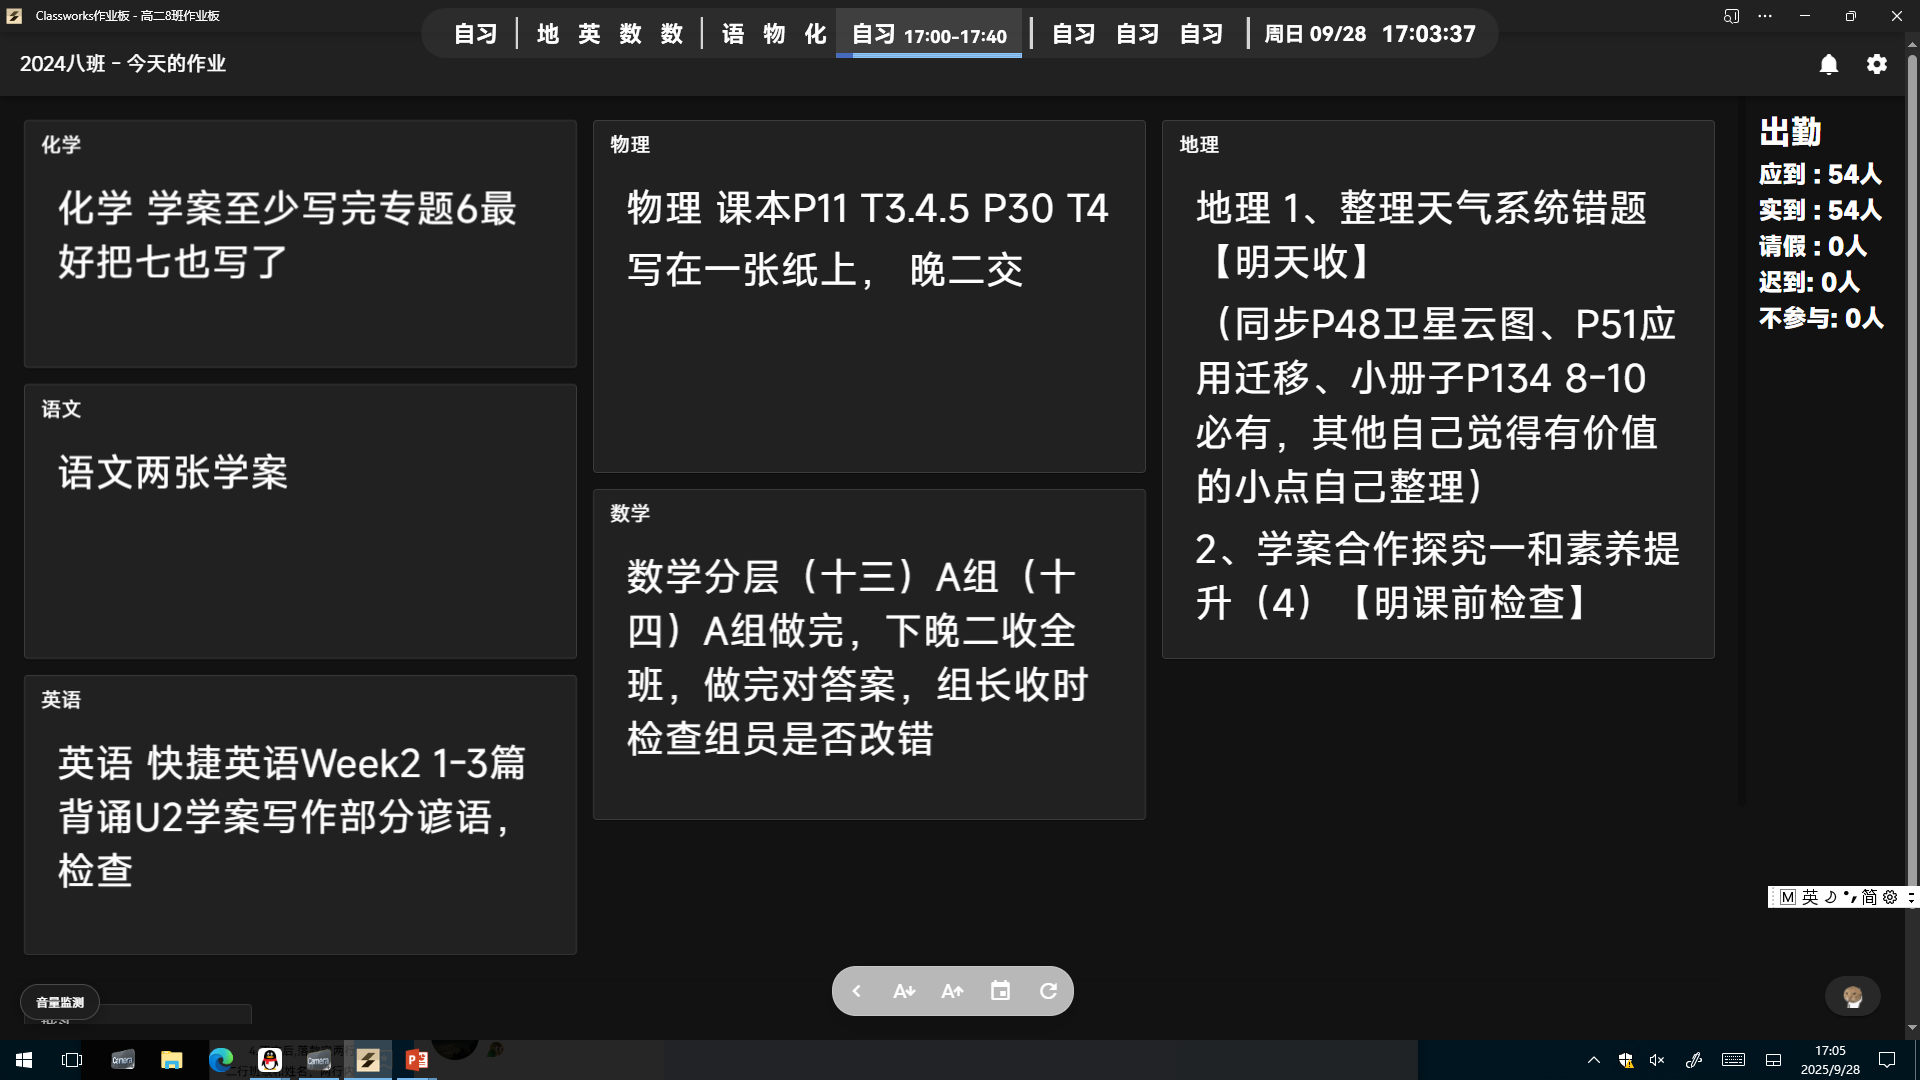 Classworks作业板 - 高二8班作业板
自习 | 地 英 数 数 | 语 物 化 自习 17:00-17:40 | 自习 自习 自习 | 周日 09/28 17:03:37
2024八班 - 今天的作业
化学
化学 学案至少写完专题6最
好把七也写了
语文
语文两张学案
英语
英语 快捷英语Week2 1-3篇
背诵U2学案写作部分谚语，
检查
物理
物理 课本P11 T3.4.5 P30 T4
写在一张纸上， 晚二交
数学
数学分层（十三）A组（十
四）A组做完，下晚二收全
班，做完对答案，组长收时
检查组员是否改错
地理
地理 1、整理天气系统错题
【明天收】
（同步P48卫星云图、P51应
用迁移、小册子P134 8-10
必有，其他自己觉得有价值
的小点自己整理）
2、学案合作探究一和素养提
升（4）【明课前检查】
出勤
应到 : 54人
实到 : 54人
请假 : 0人
迟到: 0人
不参与: 0人
M 英 简
音量监测
17:05
2025/9/28